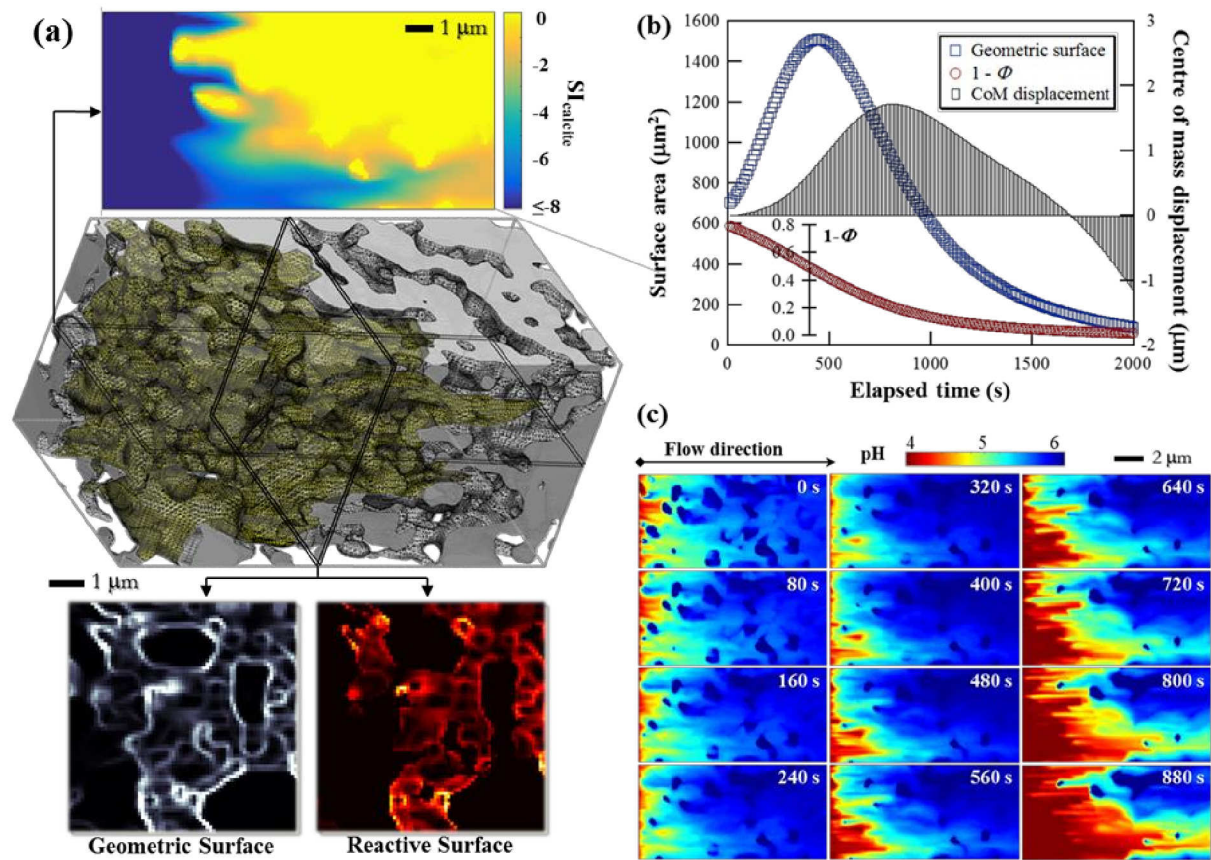 (a)
1 μm
0
-2
-4
-6
≤-8
SIcalcite
1 μm
Geometric Surface
Reactive Surface
(b)
1600
1400
1200
1000
800
600
400
200
0
Surface area (μm²)
Geometric surface
1 - Φ
CoM displacement
3
2
1
0
-1
-2
Centre of mass displacement (μm)
0.8
0.4
0.2
0.0
1-Φ
0
500
1000
1500
2000
Elapsed time (s)
(c)
Flow direction
pH
4
5
6
2 μm
0 s
320 s
640 s
80 s
400 s
720 s
160 s
480 s
800 s
240 s
560 s
880 s